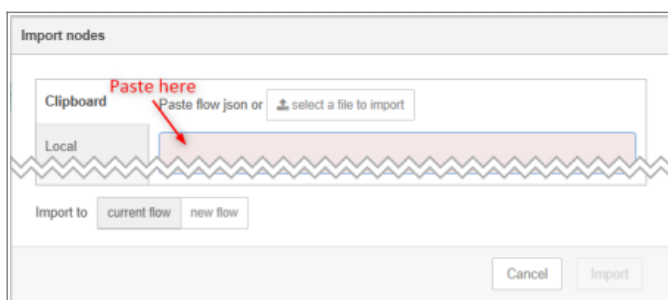 Import nodes
Paste here
Clipboard
Paste flow json or select a file to import
Local
Import to current flow new flow
Cancel Import